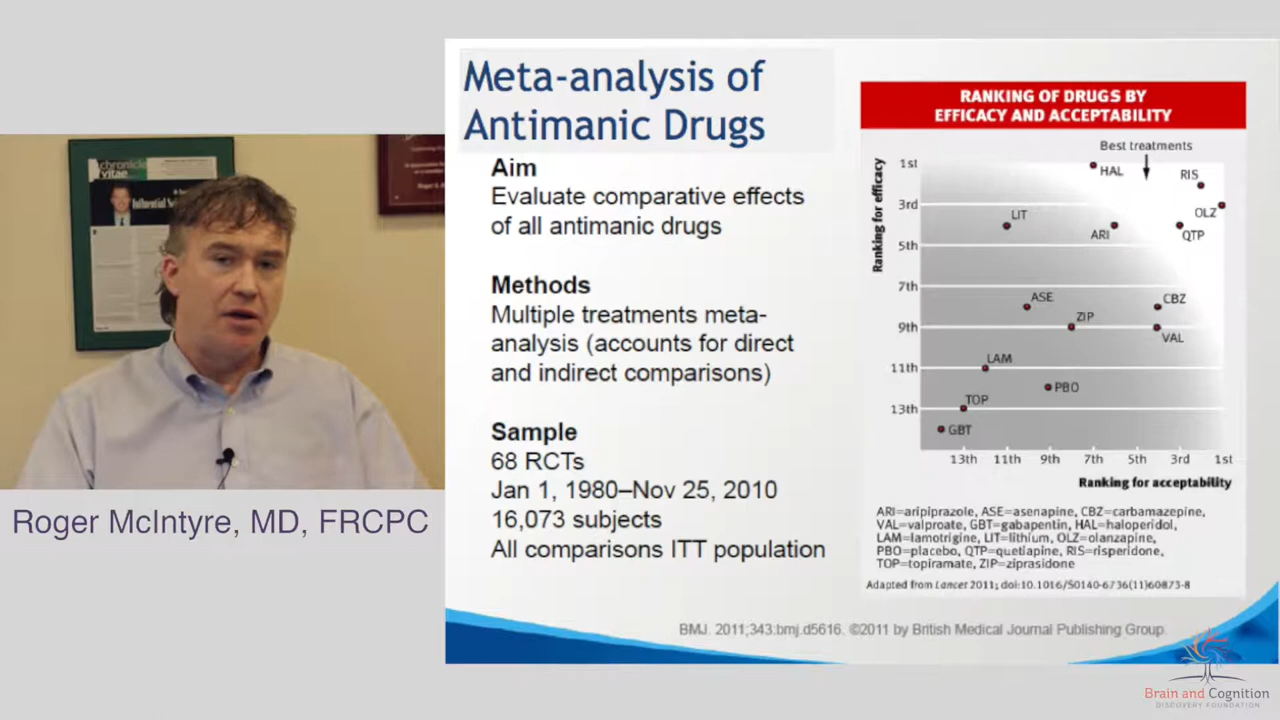 chronicle
vitae
Influential
Roger McIntyre, MD, FRCPC
Meta-analysis of
Antimanic Drugs
Aim
Evaluate comparative effects
of all antimanic drugs
Methods
Multiple treatments meta-
analysis (accounts for direct
and indirect comparisons)
Sample
68 RCTs
Jan 1, 1980–Nov 25, 2010
16,073 subjects
All comparisons ITT population
RANKING OF DRUGS BY
EFFICACY AND ACCEPTABILITY
Best treatments
Ranking for efficacy
1st
3rd
5th
7th
9th
11th
13th
HAL
RIS
OLZ
LIT
ARI
QTP
ASE
CBZ
ZIP
VAL
LAM
PBO
TOP
GBT
13th 11th 9th 7th 5th 3rd 1st
Ranking for acceptability
ARI=aripiprazole, ASE=asenapine, CBZ=carbamazepine,
VAL=valproate, GBT=gabapentin, HAL=haloperidol,
LAM=lamotrigine, LIT=lithium, OLZ=olanzapine,
PBO=placebo, QTP=quetiapine, RIS=risperidone,
TOP=topiramate, ZIP=ziprasidone
Adapted from Lancet 2011; doi:10.1016/S0140-6736(11)60873-8
BMJ. 2011;343:bmj.d5616. ©2011 by British Medical Journal Publishing Group.
Brain and Cognition
DISCOVERY FOUNDATION